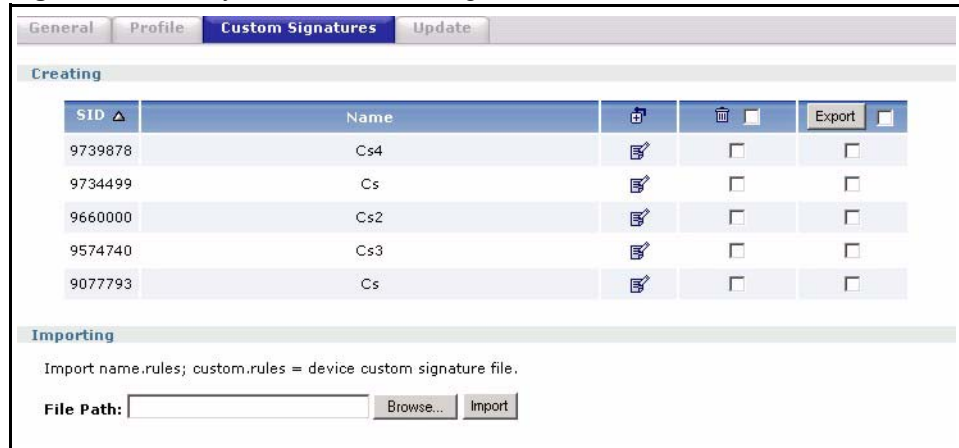 General Profile Custom Signatures Update
Creating
SID Name Export
9739878 Cs4
9734499 Cs
9660000 Cs2
9574740 Cs3
9077793 Cs
Importing
Import name.rules; custom.rules = device custom signature file.
File Path: Browse... Import